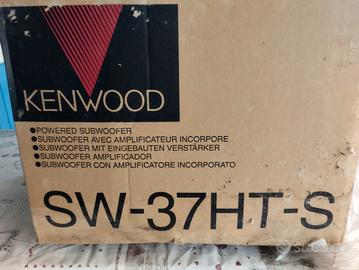 KENWOOD
●POWERED SUBWOOFER
●SUBWOOFER AVEC AMPLIFICATEUR INCORPORE
●SUBWOOFER MIT EINGEBAUTEN VERSTÄRKER
●SUBWOOFER AMPLIFICADOR
●SUBWOOFER CON AMPLIFICATORE INCORPORATO
SW-37HT-S
subito